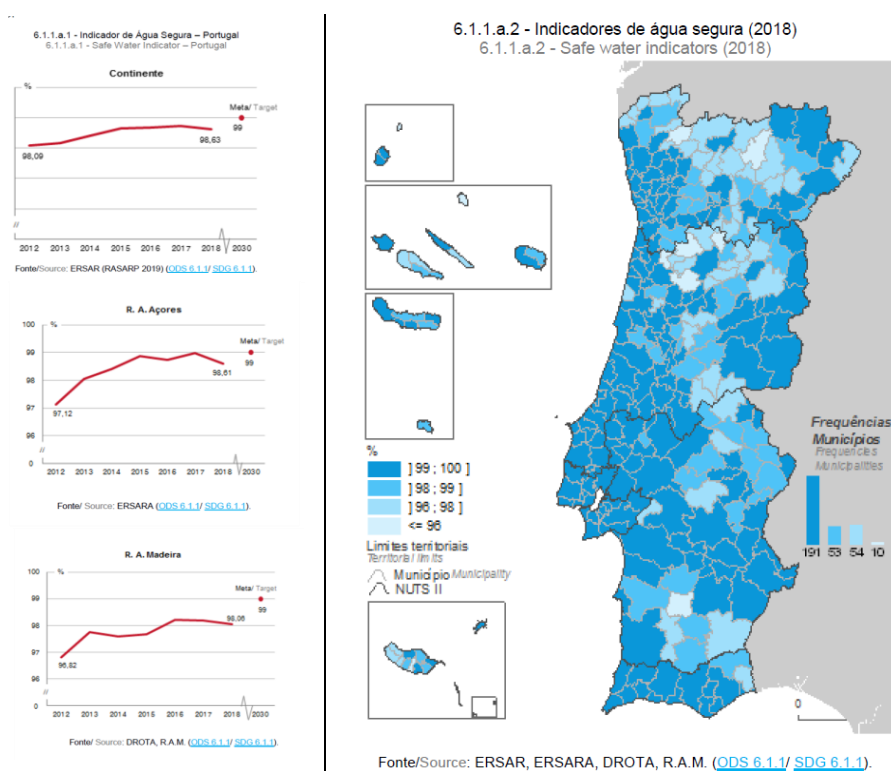 6.1.1.a.1 - Indicador de Água Segura – Portugal
6.1.1.a.1 - Safe Water Indicator – Portugal
Continente
%
Meta/ Target
99
98,09
98,63
//
2012 2013 2014 2015 2016 2017 2018 2030
Fonte/Source: ERSAR (RASARP 2019) (ODS 6.1.1/ SDG 6.1.1).
R. A. Açores
100
%
Meta/ Target
99
99
98,61
98
97
97,12
96
//
0
2012 2013 2014 2015 2016 2017 2018 2030
Fonte/ Source: ERSARA (ODS 6.1.1/ SDG 6.1.1).
R. A. Madeira
100
%
Meta/ Target
99
99
98,06
98
96
96,82
96
//
0
2012 2013 2014 2015 2016 2017 2018 2030
Fonte/ Source: DROTA, R.A.M. (ODS 6.1.1/ SDG 6.1.1).
6.1.1.a.2 - Indicadores de água segura (2018)
6.1.1.a.2 - Safe water indicators (2018)
%
] 99 ; 100 ]
] 98 ; 99 ]
] 96 ; 98 ]
<= 96
Limites territoriais
Territorial limits
Município Municipality
NUTS II
Frequências
Municípios
Frequencies
Municipalities
191 53 54 10
0
Fonte/Source: ERSAR, ERSARA, DROTA, R.A.M. (ODS 6.1.1/ SDG 6.1.1).